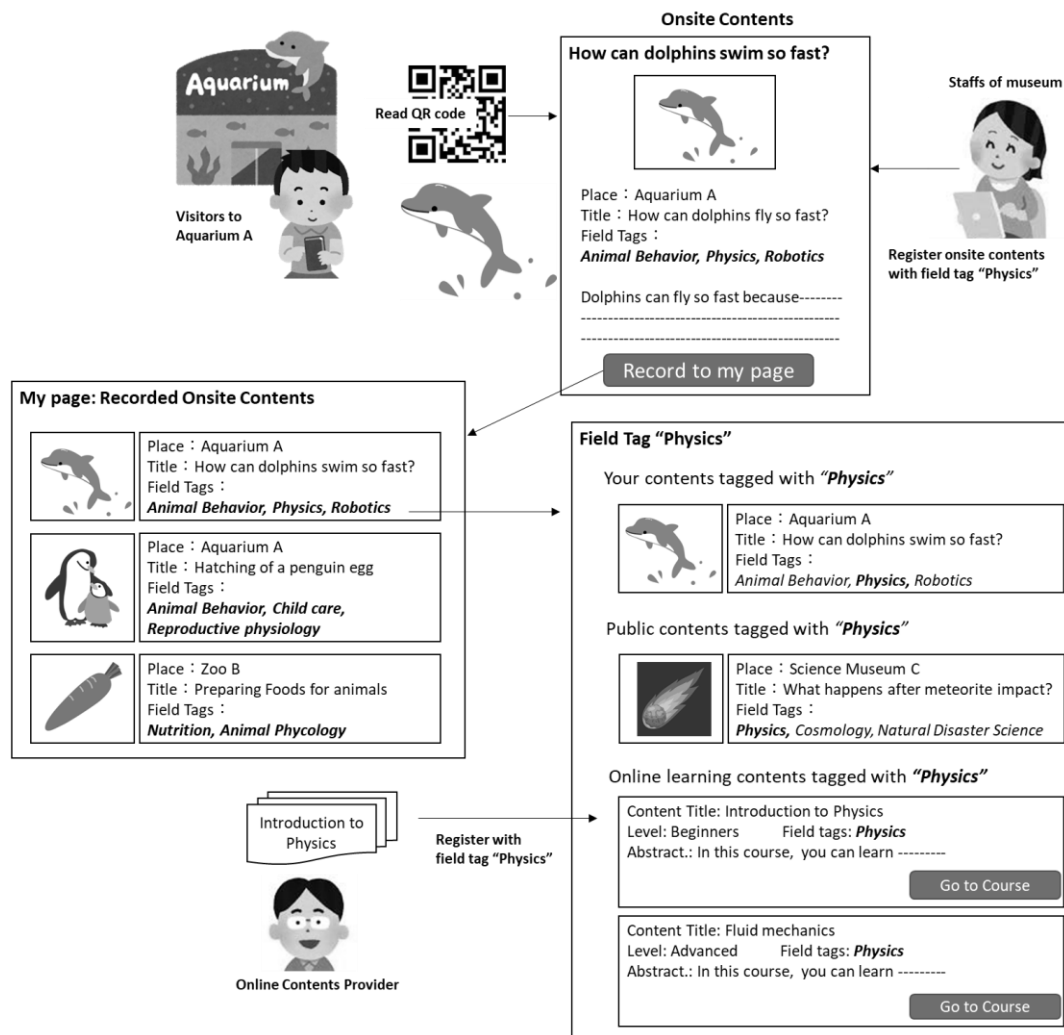 Onsite Contents
Aquarium
Read QR code
Visitors to
Aquarium A
How can dolphins swim so fast?
Place：Aquarium A
Title：How can dolphins fly so fast?
Field Tags：
Animal Behavior, Physics, Robotics
Dolphins can fly so fast because--------
------------------------------------------------
------------------------------------------------
Record to my page
Staffs of museum
Register onsite contents
with field tag “Physics”
My page: Recorded Onsite Contents
Place：Aquarium A
Title：How can dolphins swim so fast?
Field Tags：
Animal Behavior, Physics, Robotics
Place：Aquarium A
Title：Hatching of a penguin egg
Field Tags：
Animal Behavior, Child care,
Reproductive physiology
Place：Zoo B
Title：Preparing Foods for animals
Field Tags：
Nutrition, Animal Phycology
Field Tag “Physics”
Your contents tagged with “Physics”
Place：Aquarium A
Title：How can dolphins swim so fast?
Field Tags：
Animal Behavior, Physics, Robotics
Public contents tagged with “Physics”
Place：Science Museum C
Title：What happens after meteorite impact?
Field Tags：
Physics, Cosmology, Natural Disaster Science
Online learning contents tagged with “Physics”
Content Title: Introduction to Physics
Level: Beginners Field tags: Physics
Abstract.: In this course, you can learn ---------
Go to Course
Content Title: Fluid mechanics
Level: Advanced Field tags: Physics
Abstract.: In this course, you can learn ---------
Go to Course
Introduction to
Physics
Register with
field tag “Physics”
Online Contents Provider